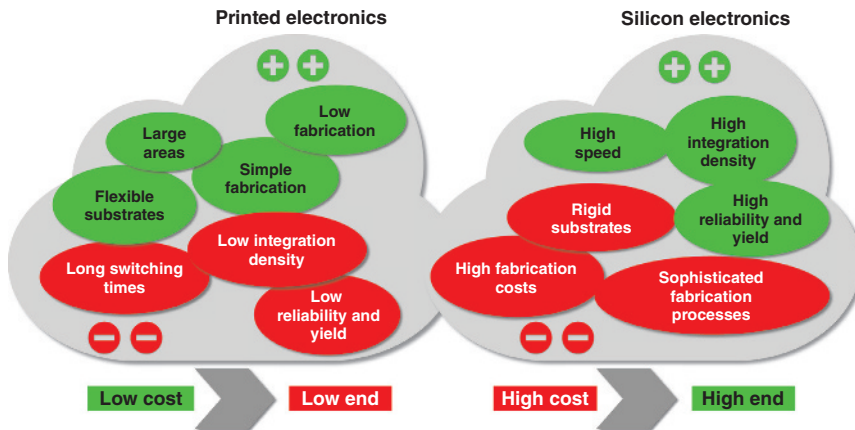 Printed electronics
Low
fabrication
Large
areas
Simple
fabrication
Flexible
substrates
Low integration
density
Long switching
times
Low
reliability and
yield
Low cost
Low end
Silicon electronics
High
speed
High
integration
density
Rigid
substrates
High
reliability and
yield
High fabrication
costs
Sophisticated
fabrication
processes
High cost
High end